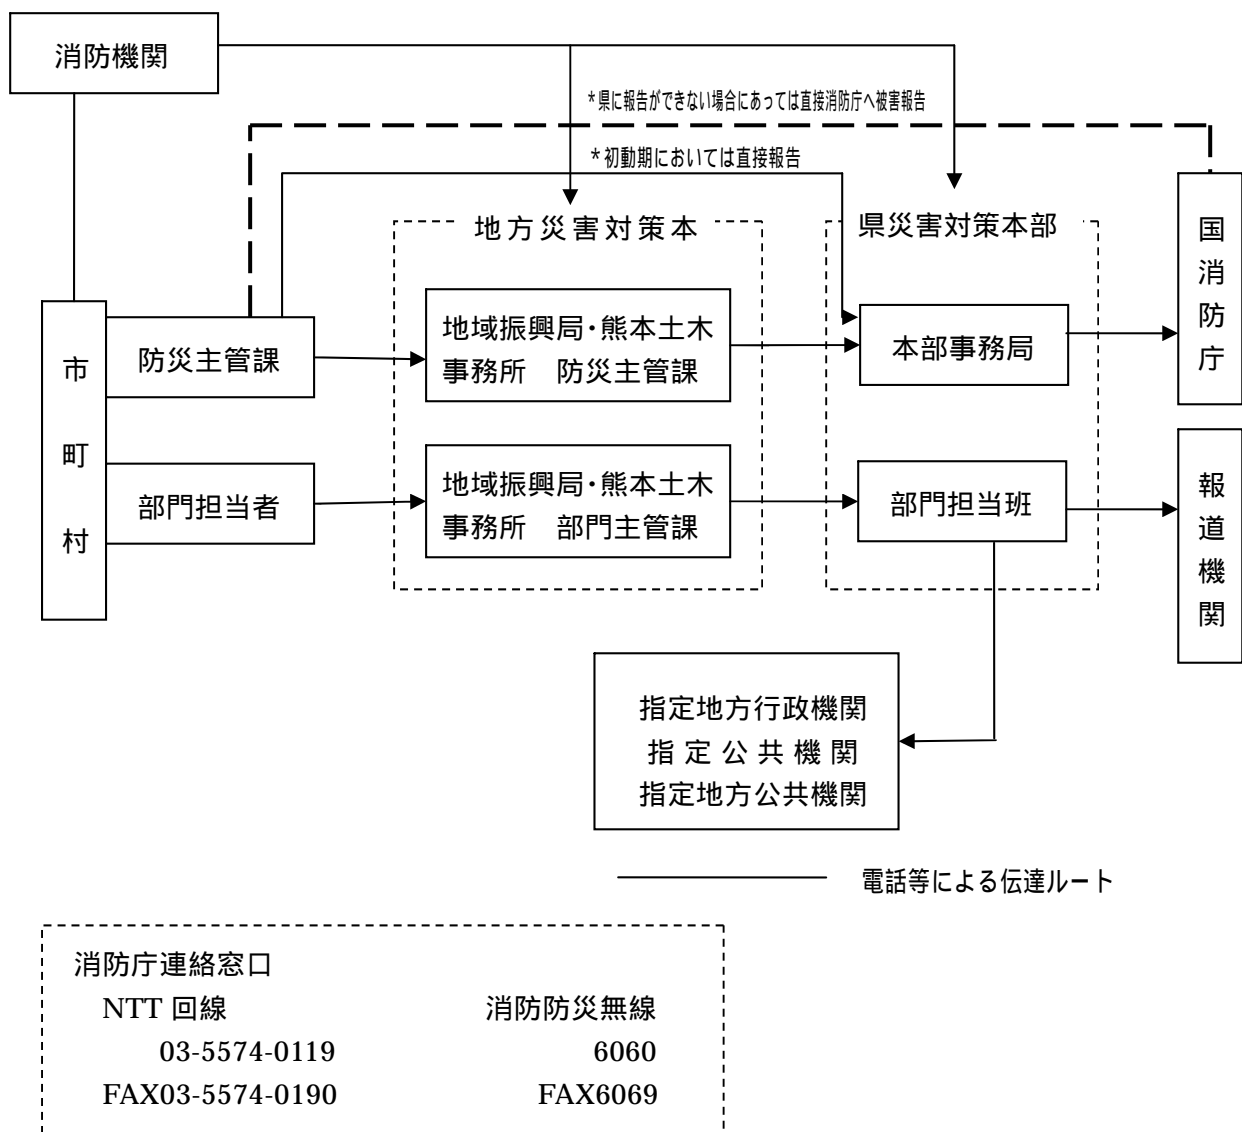 消防機関
*県に報告ができない場合にあっては直接消防庁へ被害報告
*初動期においては直接報告
地方災害対策本
県災害対策本部
国消防庁
市町村
防災主管課
地域振興局・熊本土木
事務所　防災主管課
本部事務局
部門担当者
地域振興局・熊本土木
事務所　部門主管課
部門担当班
報道機関
指定地方行政機関
指定公共機関
指定地方公共機関
電話等による伝達ルート
消防庁連絡窓口
NTT 回線　消防防災無線
03-5574-0119　6060
FAX03-5574-0190　FAX6069